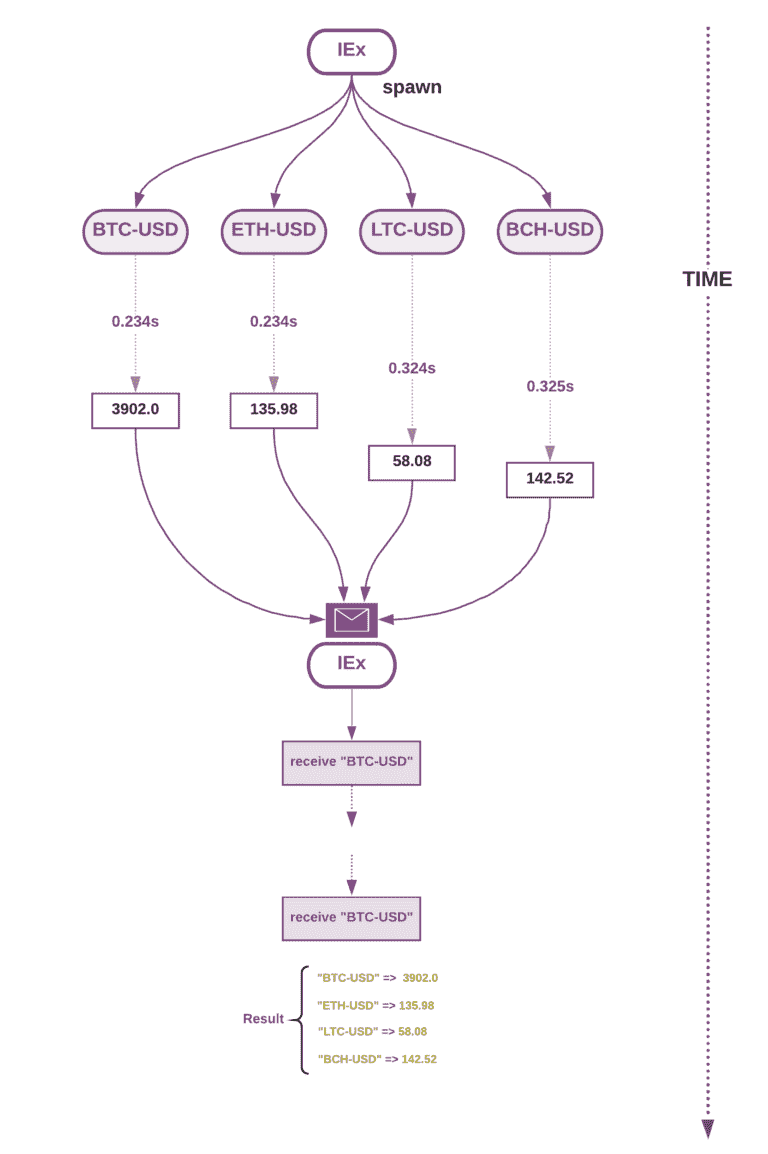 IEx
spawn
BTC-USD
ETH-USD
LTC-USD
BCH-USD
TIME
0.234s
0.234s
0.324s
0.325s
3902.0
135.98
58.08
142.52
IEx
receive "BTC-USD"
receive "BTC-USD"
Result
"BTC-USD" => 3902.0
"ETH-USD" => 135.98
"LTC-USD" => 58.08
"BCH-USD" => 142.52